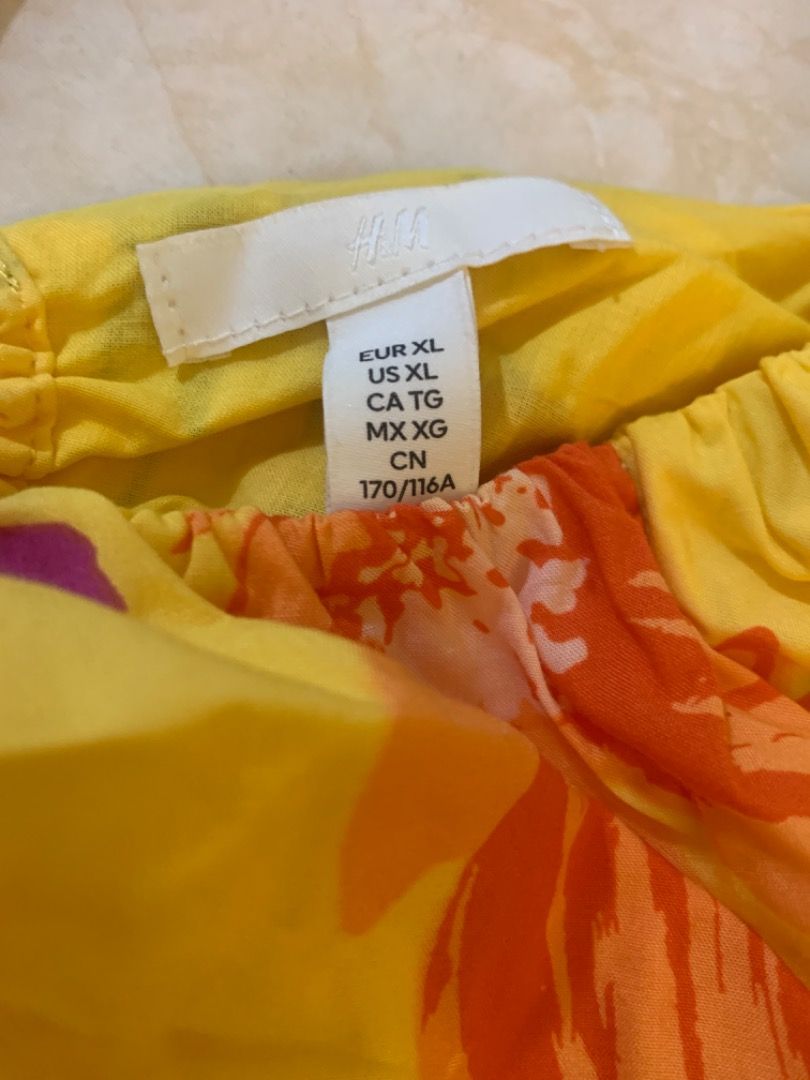 H&M
EUR XL
US XL
CA TG
MX XG
CN
170/116A